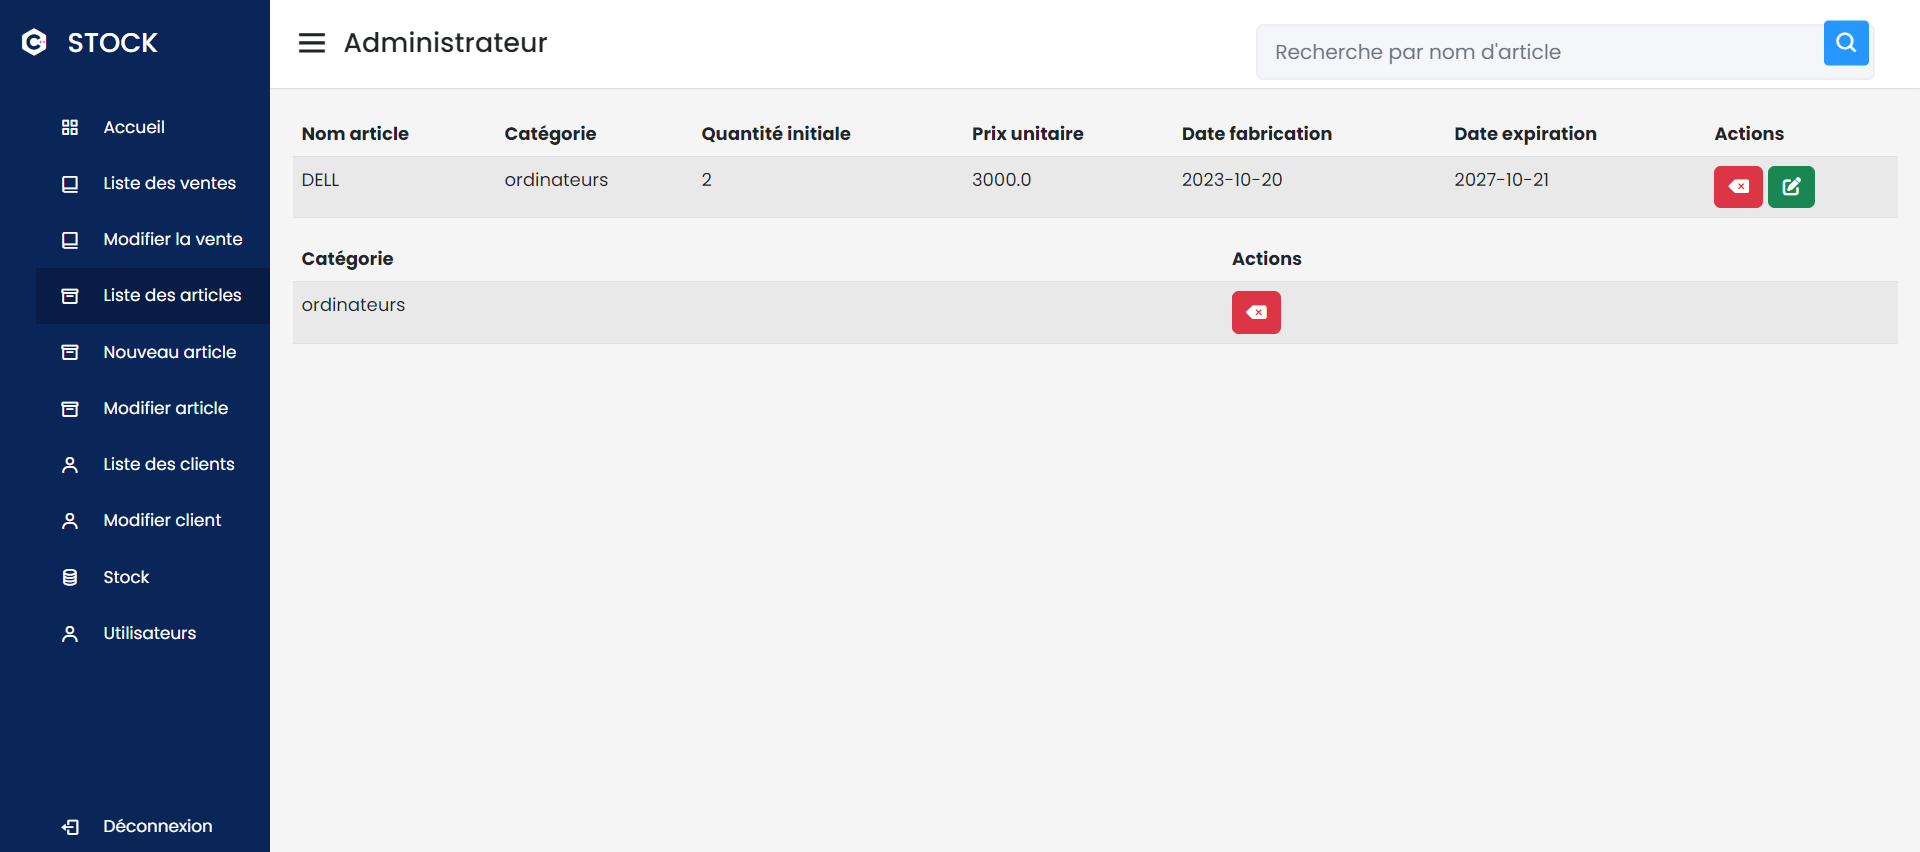 STOCK
Accueil
Liste des ventes
Modifier la vente
Liste des articles
Nouveau article
Modifier article
Liste des clients
Modifier client
Stock
Utilisateurs
Déconnexion
Administrateur
Recherche par nom d'article
Nom article Catégorie Quantité initiale Prix unitaire Date fabrication Date expiration Actions
DELL ordinateurs 2 3000.0 2023-10-20 2027-10-21
Catégorie Actions
ordinateurs